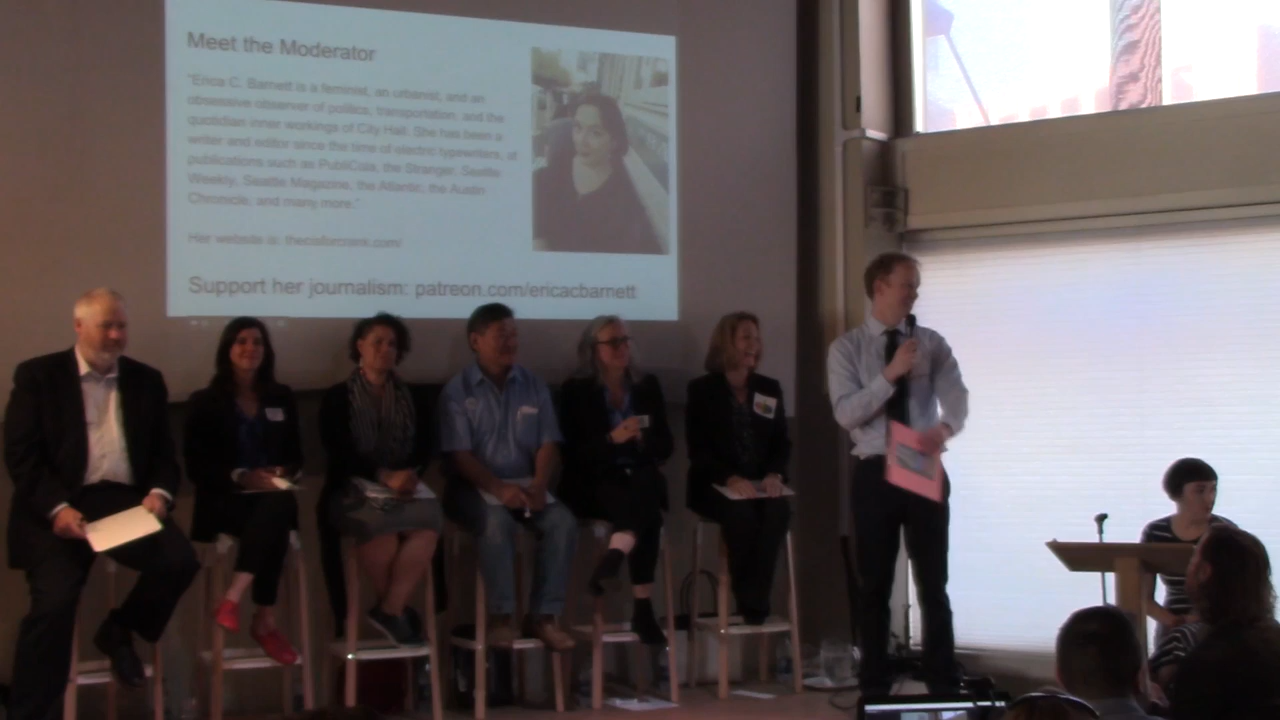 Meet the Moderator
"Erica C. Barnett is a feminist, an urbanist, and an
obsessive observer of politics, transportation, and the
quotidian inner workings of City Hall. She has been a
writer and editor since the time of electric typewriters, at
publications such as PubliCola, the Stranger, Seattle
Weekly, Seattle Magazine, the Atlantic, the Austin
Chronicle, and many more."
Her website is: thecisforcrank.com/
Support her journalism: patreon.com/ericacbarnett